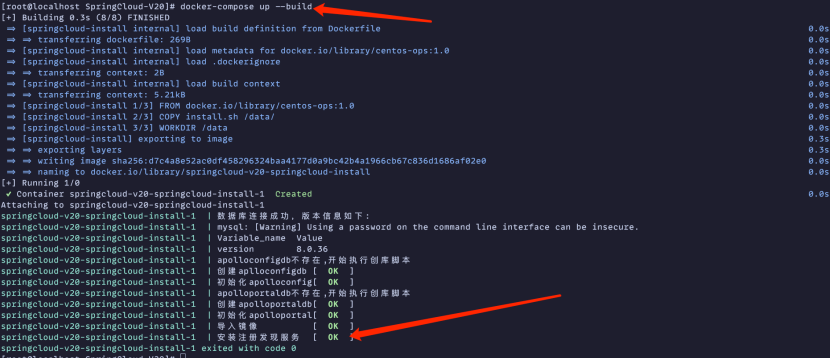 [root@localhost SpringCloud-V20]# docker-compose up --build
[+] Building 0.3s (8/8) FINISHED
=> [springcloud-install internal] load build definition from Dockerfile 0.0s
=> => transferring dockerfile: 269B 0.0s
=> [springcloud-install internal] load metadata for docker.io/library/centos-ops:1.0 0.0s
=> [springcloud-install internal] load .dockerignore 0.0s
=> => transferring context: 2B 0.0s
=> [springcloud-install internal] load build context 0.0s
=> => transferring context: 5.21kB 0.0s
=> [springcloud-install 1/3] FROM docker.io/library/centos-ops:1.0 0.0s
=> [springcloud-install 2/3] COPY install.sh /data/ 0.0s
=> [springcloud-install 3/3] WORKDIR /data 0.0s
=> [springcloud-install] exporting to image 0.3s
=> => exporting layers 0.3s
=> => writing image sha256:d7c4a8e52ac0df458296324baa4177d0a9bc42b4a1966cb67c836d1686af02e0 0.0s
=> => naming to docker.io/library/springcloud-v20-springcloud-install 0.0s
[+] Running 1/0
✔ Container springcloud-v20-springcloud-install-1 Created 0.0s
Attaching to springcloud-v20-springcloud-install-1
springcloud-v20-springcloud-install-1 | 数据库连接成功, 版本信息如下:
springcloud-v20-springcloud-install-1 | mysql: [Warning] Using a password on the command line interface can be insecure.
springcloud-v20-springcloud-install-1 | Variable_name Value
springcloud-v20-springcloud-install-1 | version 8.0.36
springcloud-v20-springcloud-install-1 | apolloconfigdb不存在,开始执行创库脚本
springcloud-v20-springcloud-install-1 | 创建aplloconfigdb [ OK ]
springcloud-v20-springcloud-install-1 | 初始化apolloconfig[ OK ]
springcloud-v20-springcloud-install-1 | apolloportaldb不存在,开始执行创库脚本
springcloud-v20-springcloud-install-1 | 创建apolloportaldb[ OK ]
springcloud-v20-springcloud-install-1 | 初始化apolloportal[ OK ]
springcloud-v20-springcloud-install-1 | 导入镜像 [ OK ]
springcloud-v20-springcloud-install-1 | 安装注册发现服务 [ OK ]
springcloud-v20-springcloud-install-1 exited with code 0
[root@localhost SpringCloud-V20]#